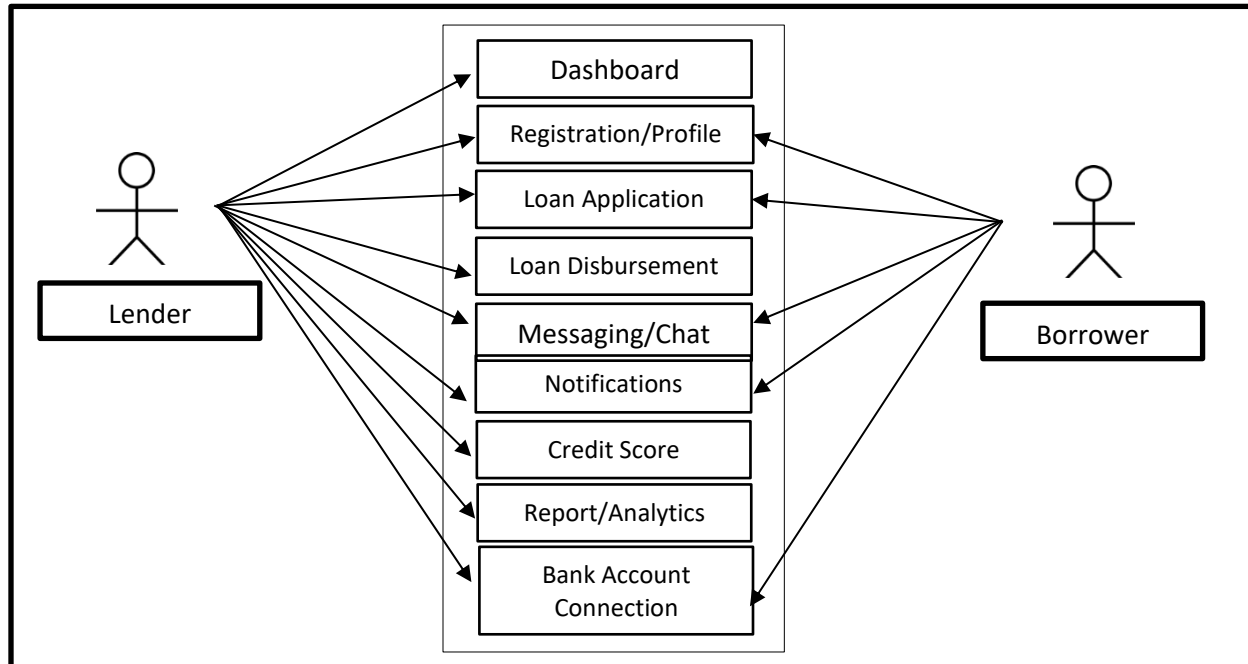 Dashboard
Registration/Profile
Loan Application
Loan Disbursement
Lender
Messaging/Chat
Borrower
Notifications
Credit Score
Report/Analytics
Bank Account
Connection